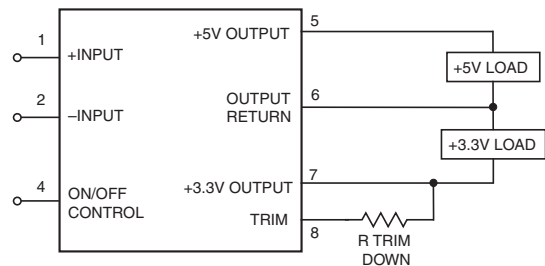 1
+INPUT
2
–INPUT
4
ON/OFF
CONTROL
+5V OUTPUT
5
OUTPUT
RETURN
6
+3.3V OUTPUT
7
TRIM
8
+5V LOAD
+3.3V LOAD
R TRIM
DOWN